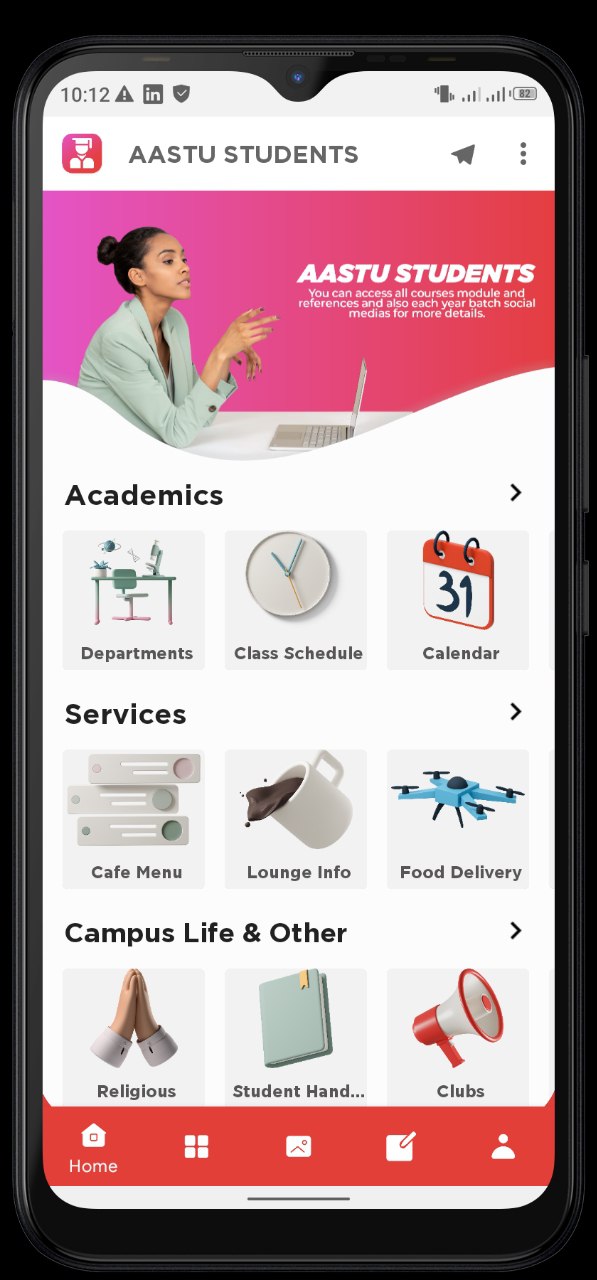 10:12
82
AASTU STUDENTS
AASTU STUDENTS
You can access all courses module and
references and also each year batch social
medias for more details.
Academics
Departments
Class Schedule
31
Calendar
Services
Cafe Menu
Lounge Info
Food Delivery
Campus Life & Other
Religious
Student Hand...
Clubs
Home